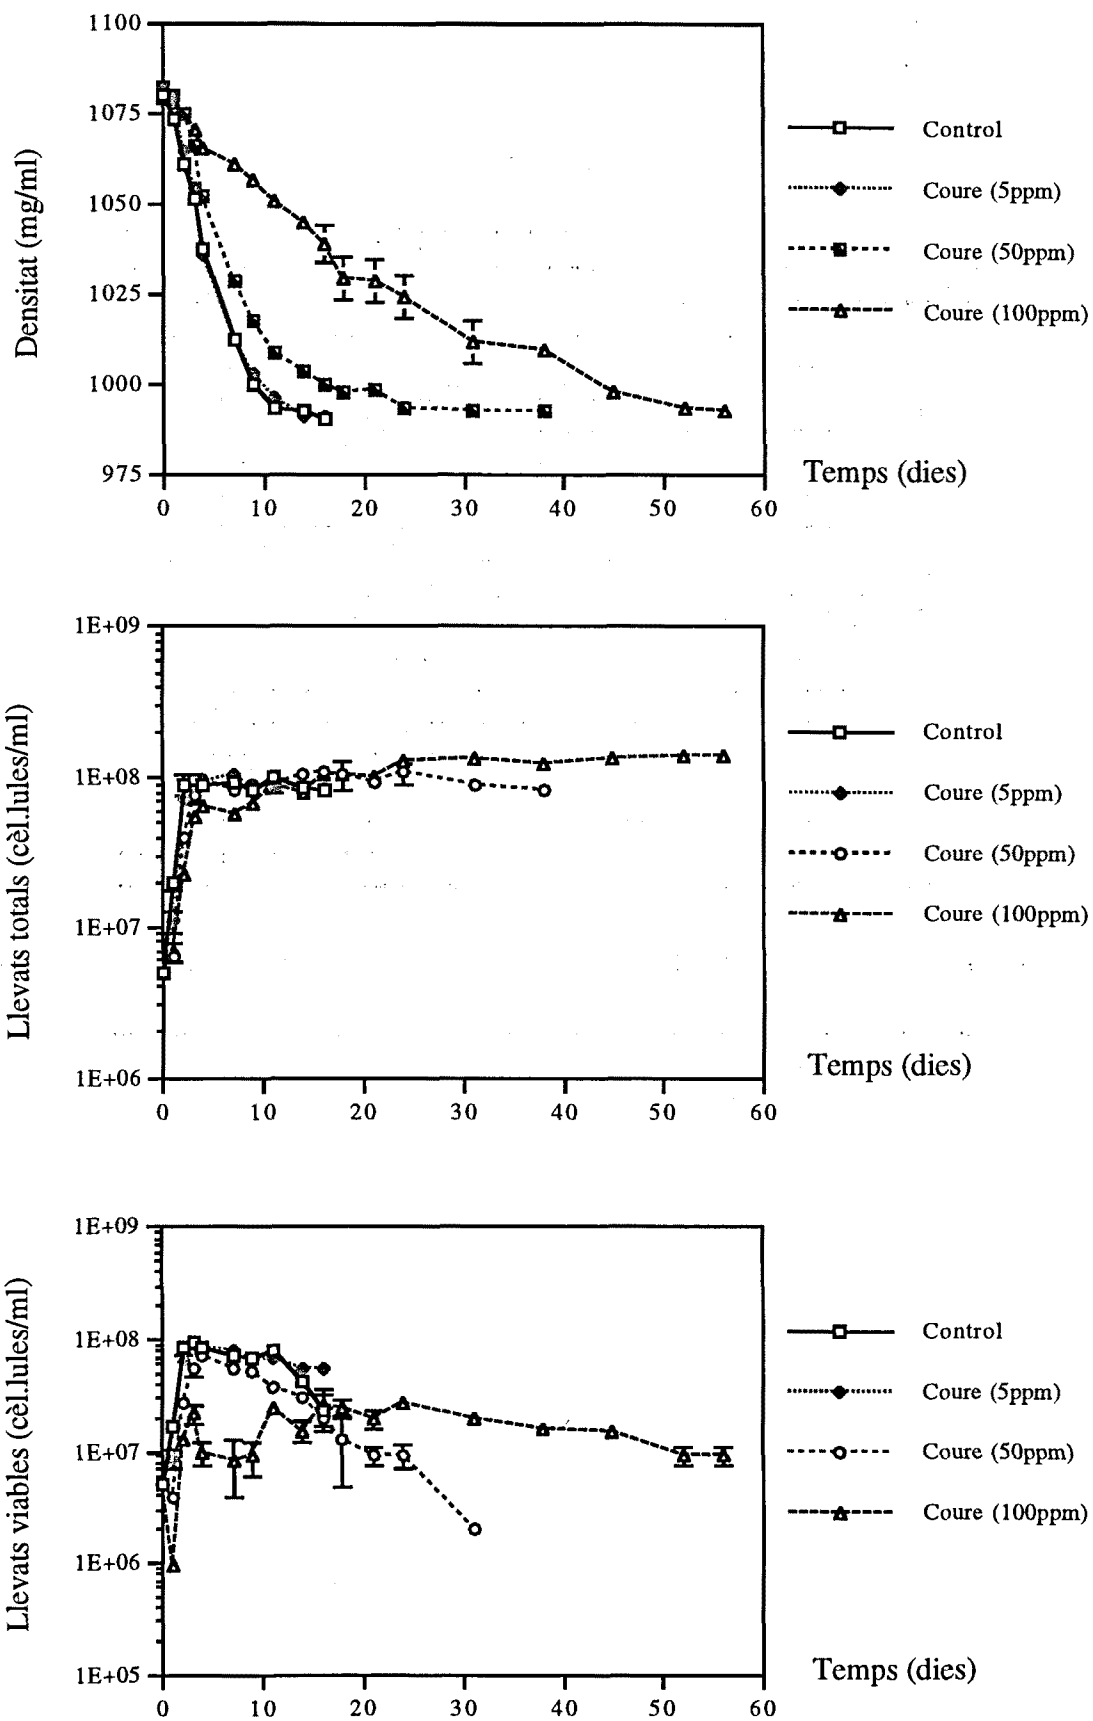 1100
1075
1050
1025
1000
975
Densitat (mg/ml)
0 10 20 30 40 50 60
Temps (dies)
Control
Coure (5ppm)
Coure (50ppm)
Coure (100ppm)
1E+09
1E+08
1E+07
1E+06
Llevats totals (cèl.lules/ml)
0 10 20 30 40 50 60
Temps (dies)
Control
Coure (5ppm)
Coure (50ppm)
Coure (100ppm)
1E+09
1E+08
1E+07
1E+06
1E+05
Llevats viables (cèl.lules/ml)
0 10 20 30 40 50 60
Temps (dies)
Control
Coure (5ppm)
Coure (50ppm)
Coure (100ppm)